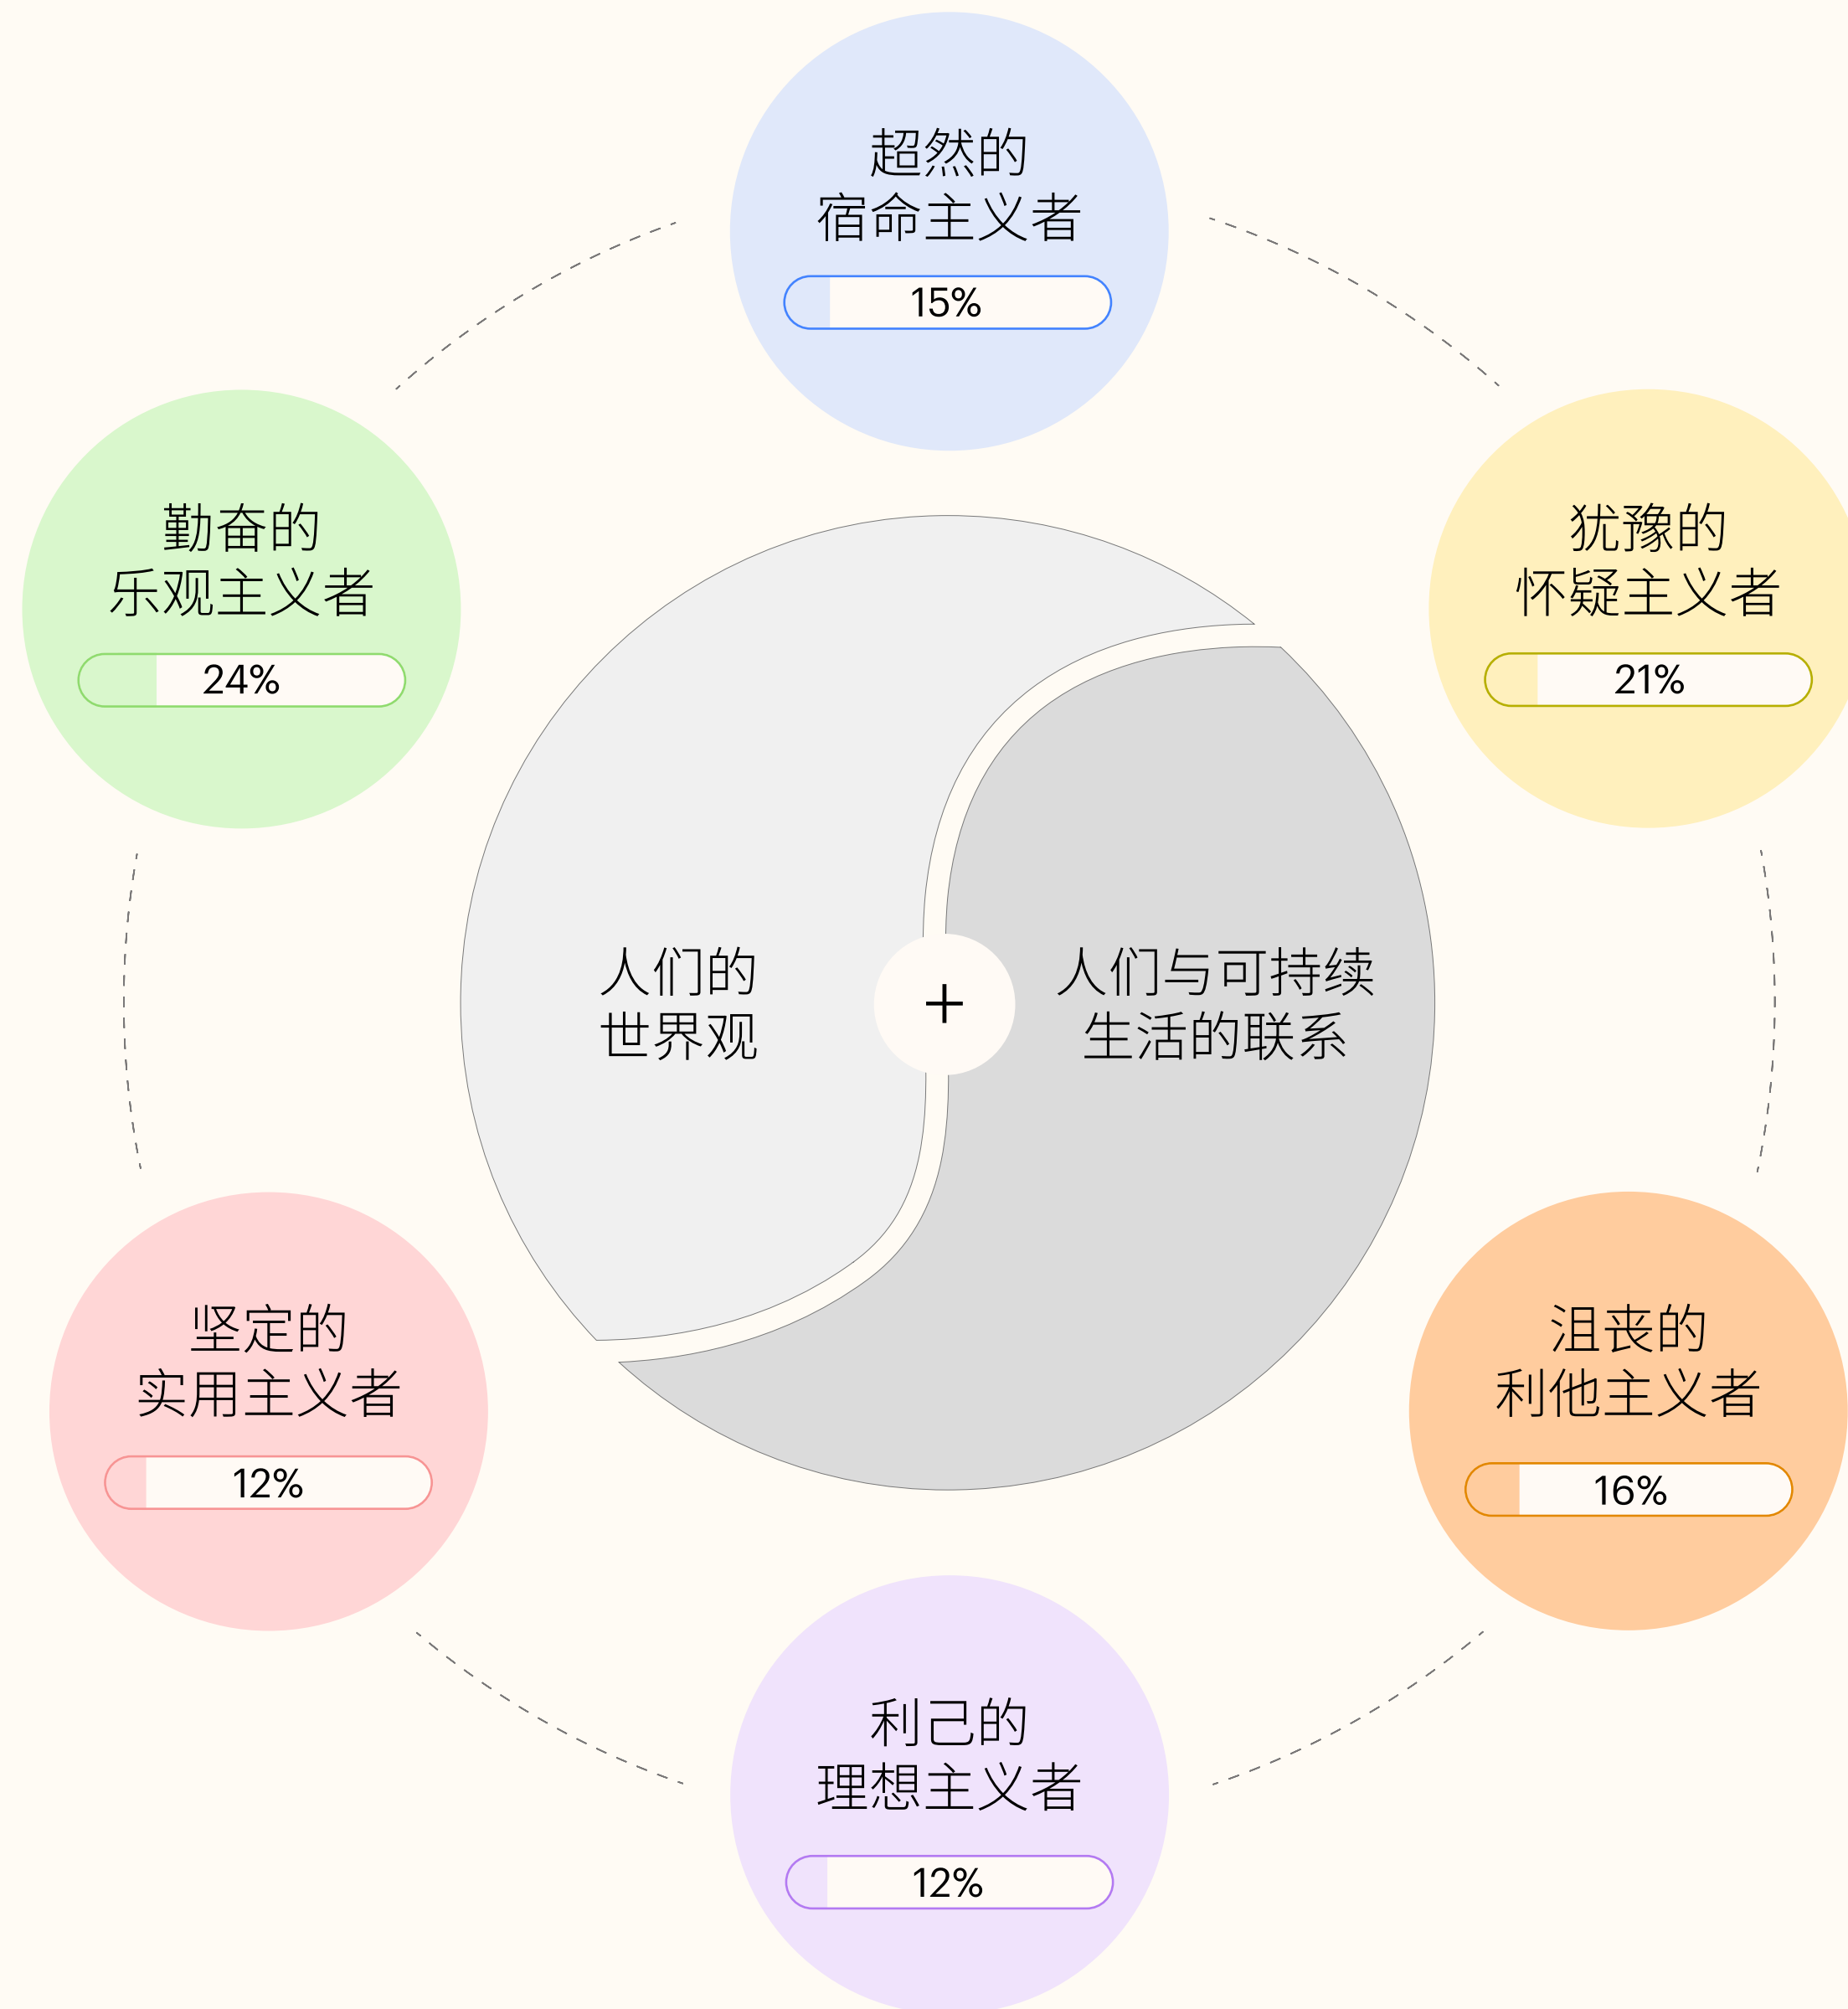 超然的
宿命主义者
15%
勤奋的
乐观主义者
24%
犹豫的
怀疑主义者
21%
人们的
世界观
+
人们与可持续
生活的联系
坚定的
实用主义者
12%
沮丧的
利他主义者
16%
利己的
理想主义者
12%